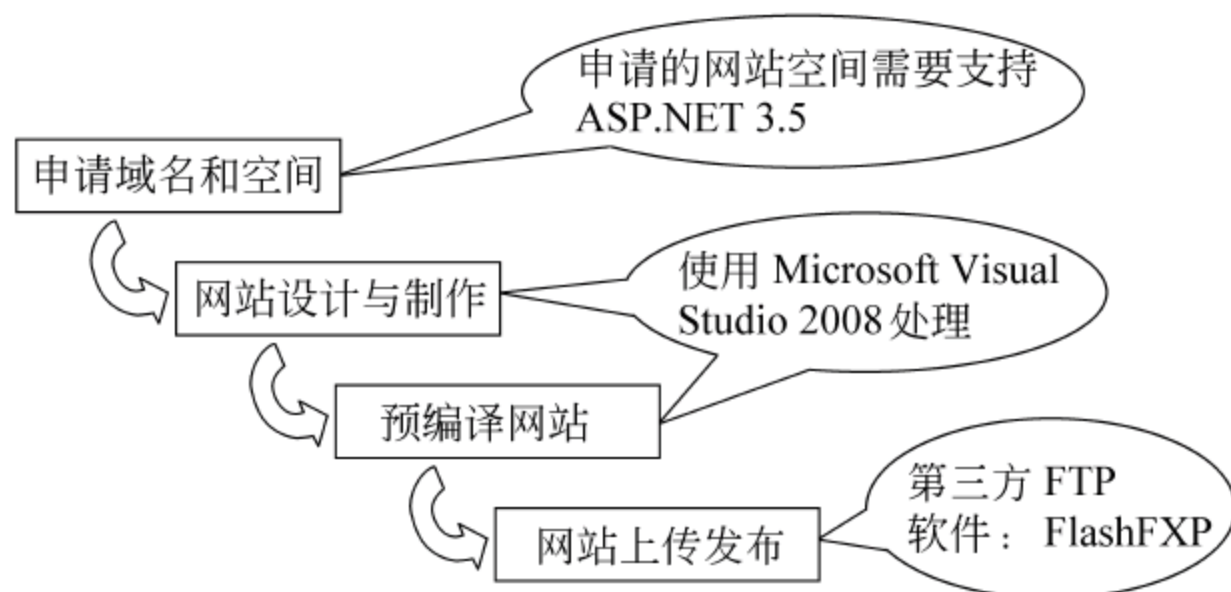 申请的网站空间需要支持
ASP.NET 3.5
申请域名和空间
使用 Microsoft Visual
Studio 2008 处理
网站设计与制作
预编译网站
第三方 FTP
软件： FlashFXP
网站上传发布